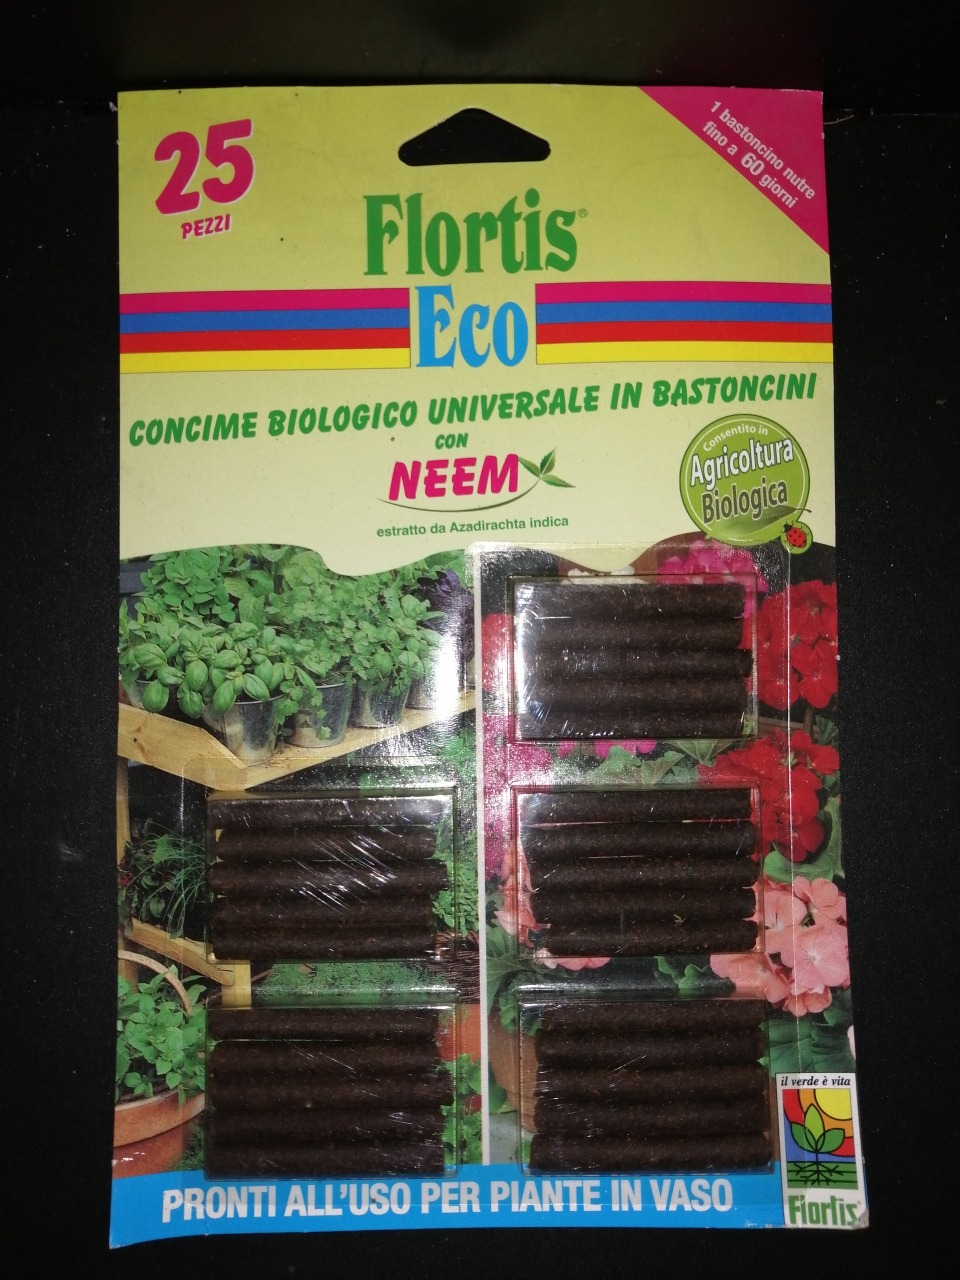 25
PEZZI
1 bastoncino nutre
fino a 60 giorni
Flortis®
Eco
CONCIME BIOLOGICO UNIVERSALE IN BASTONCINI
CON
NEEM
estratto da Azadirachta indica
Consentito in
Agricoltura
Biologica
il verde è vita
Flortis
PRONTI ALL'USO PER PIANTE IN VASO